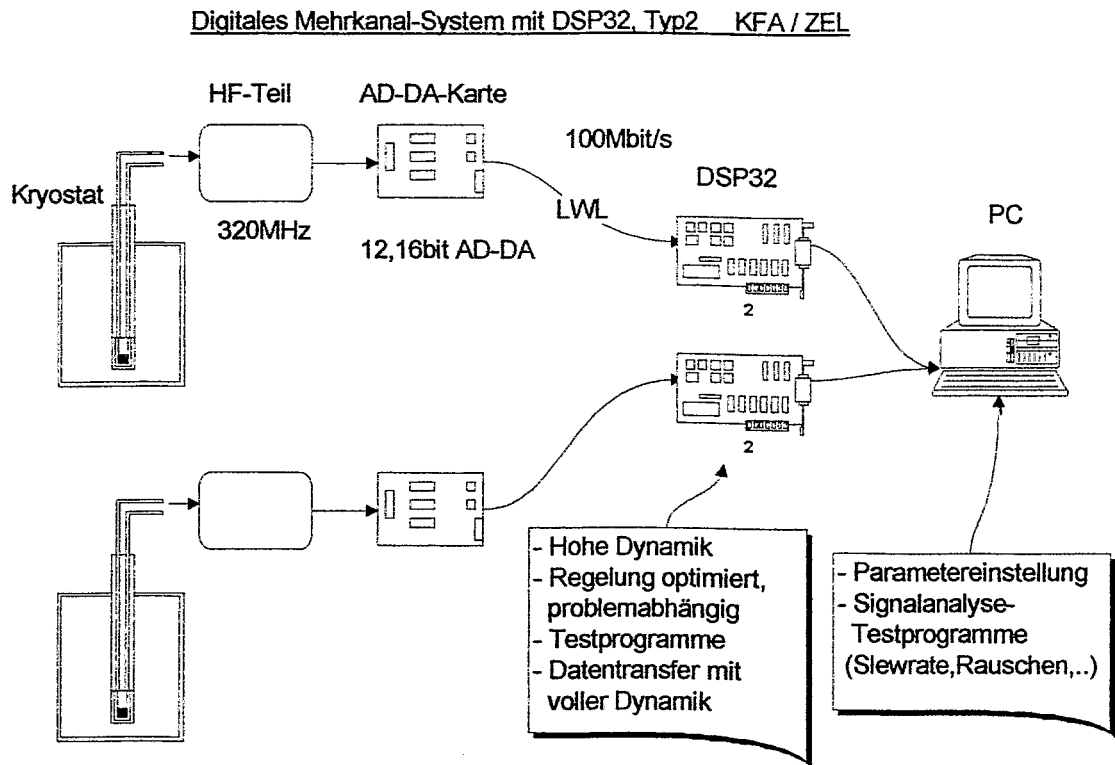 Digitales Mehrkanal-System mit DSP32, Typ2 KFA / ZEL
HF-Teil
AD-DA-Karte
100Mbit/s
DSP32
Kryostat
LWL
PC
320MHz
12,16bit AD-DA
2
2
- Hohe Dynamik
- Regelung optimiert,
problemabhängig
- Testprogramme
- Datentransfer mit
voller Dynamik
- Parametereinstellung
- Signalanalyse-
Testprogramme
(Slewrate,Rauschen,..)